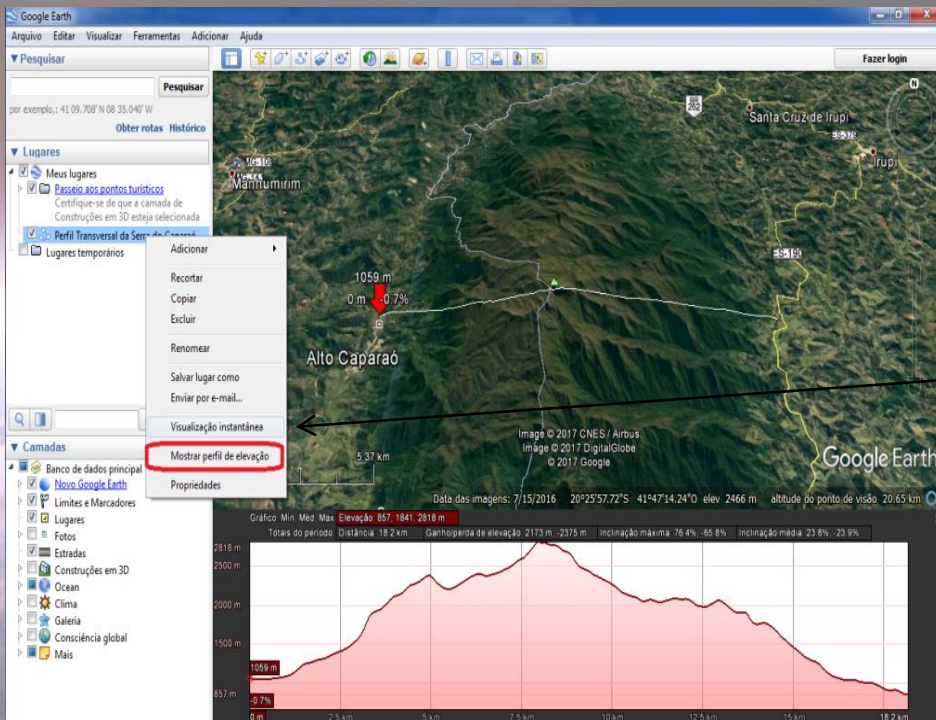 Google Earth
Arquivo Editar Visualizar Ferramentas Adicionar Ajuda
Pesquisar
Fazer login
Pesquisar
por exemplo,: 41 09.708' N 08 35.040' W
Obter rotas Histórico
Lugares
Meus lugares
Passeio aos pontos turísticos
Certifique-se de que a camada de
Construções em 3D esteja selecionada
Perfil Transversal da Serra do Caparaó
Lugares temporários
Adicionar
Recortar
Copiar
Excluir
Renomear
Salvar lugar como
Enviar por e-mail...
Visualização instantânea
Mostrar perfil de elevação
Propriedades
Camadas
Banco de dados principal
Novo Google Earth
Limites e Marcadores
Lugares
Fotos
Estradas
Construções em 3D
Ocean
Clima
Galeria
Consciência global
Mais
N
262
Santa Cruz de Irupi
ES-379
Irupi
MG-108
Manhumirim
ES-190
1059 m
0 m -0.7%
Alto Caparaó
5.37 km
Image © 2017 CNES / Airbus
Image © 2017 DigitalGlobe
© 2017 Google
Google Earth
Data das imagens: 7/15/2016 20°25'57.72"S 41°47'14.24"O elev 2466 m altitude do ponto de visão 20.65 km
Gráfico: Min, Med, Max Elevação: 857, 1841, 2818 m
Totais do período: Distância: 18.2 km Ganho/perda de elevação: 2173 m, -2375 m Inclinação máxima: 76.4%, -65.8% Inclinação média: 23.8%, -23.9%
2818 m
2500 m
2000 m
1500 m
1059 m
857 m
-0.7%
0 m 2.5 km 5 km 7.5 km 10 km 12.5 km 15 km 18.2 km